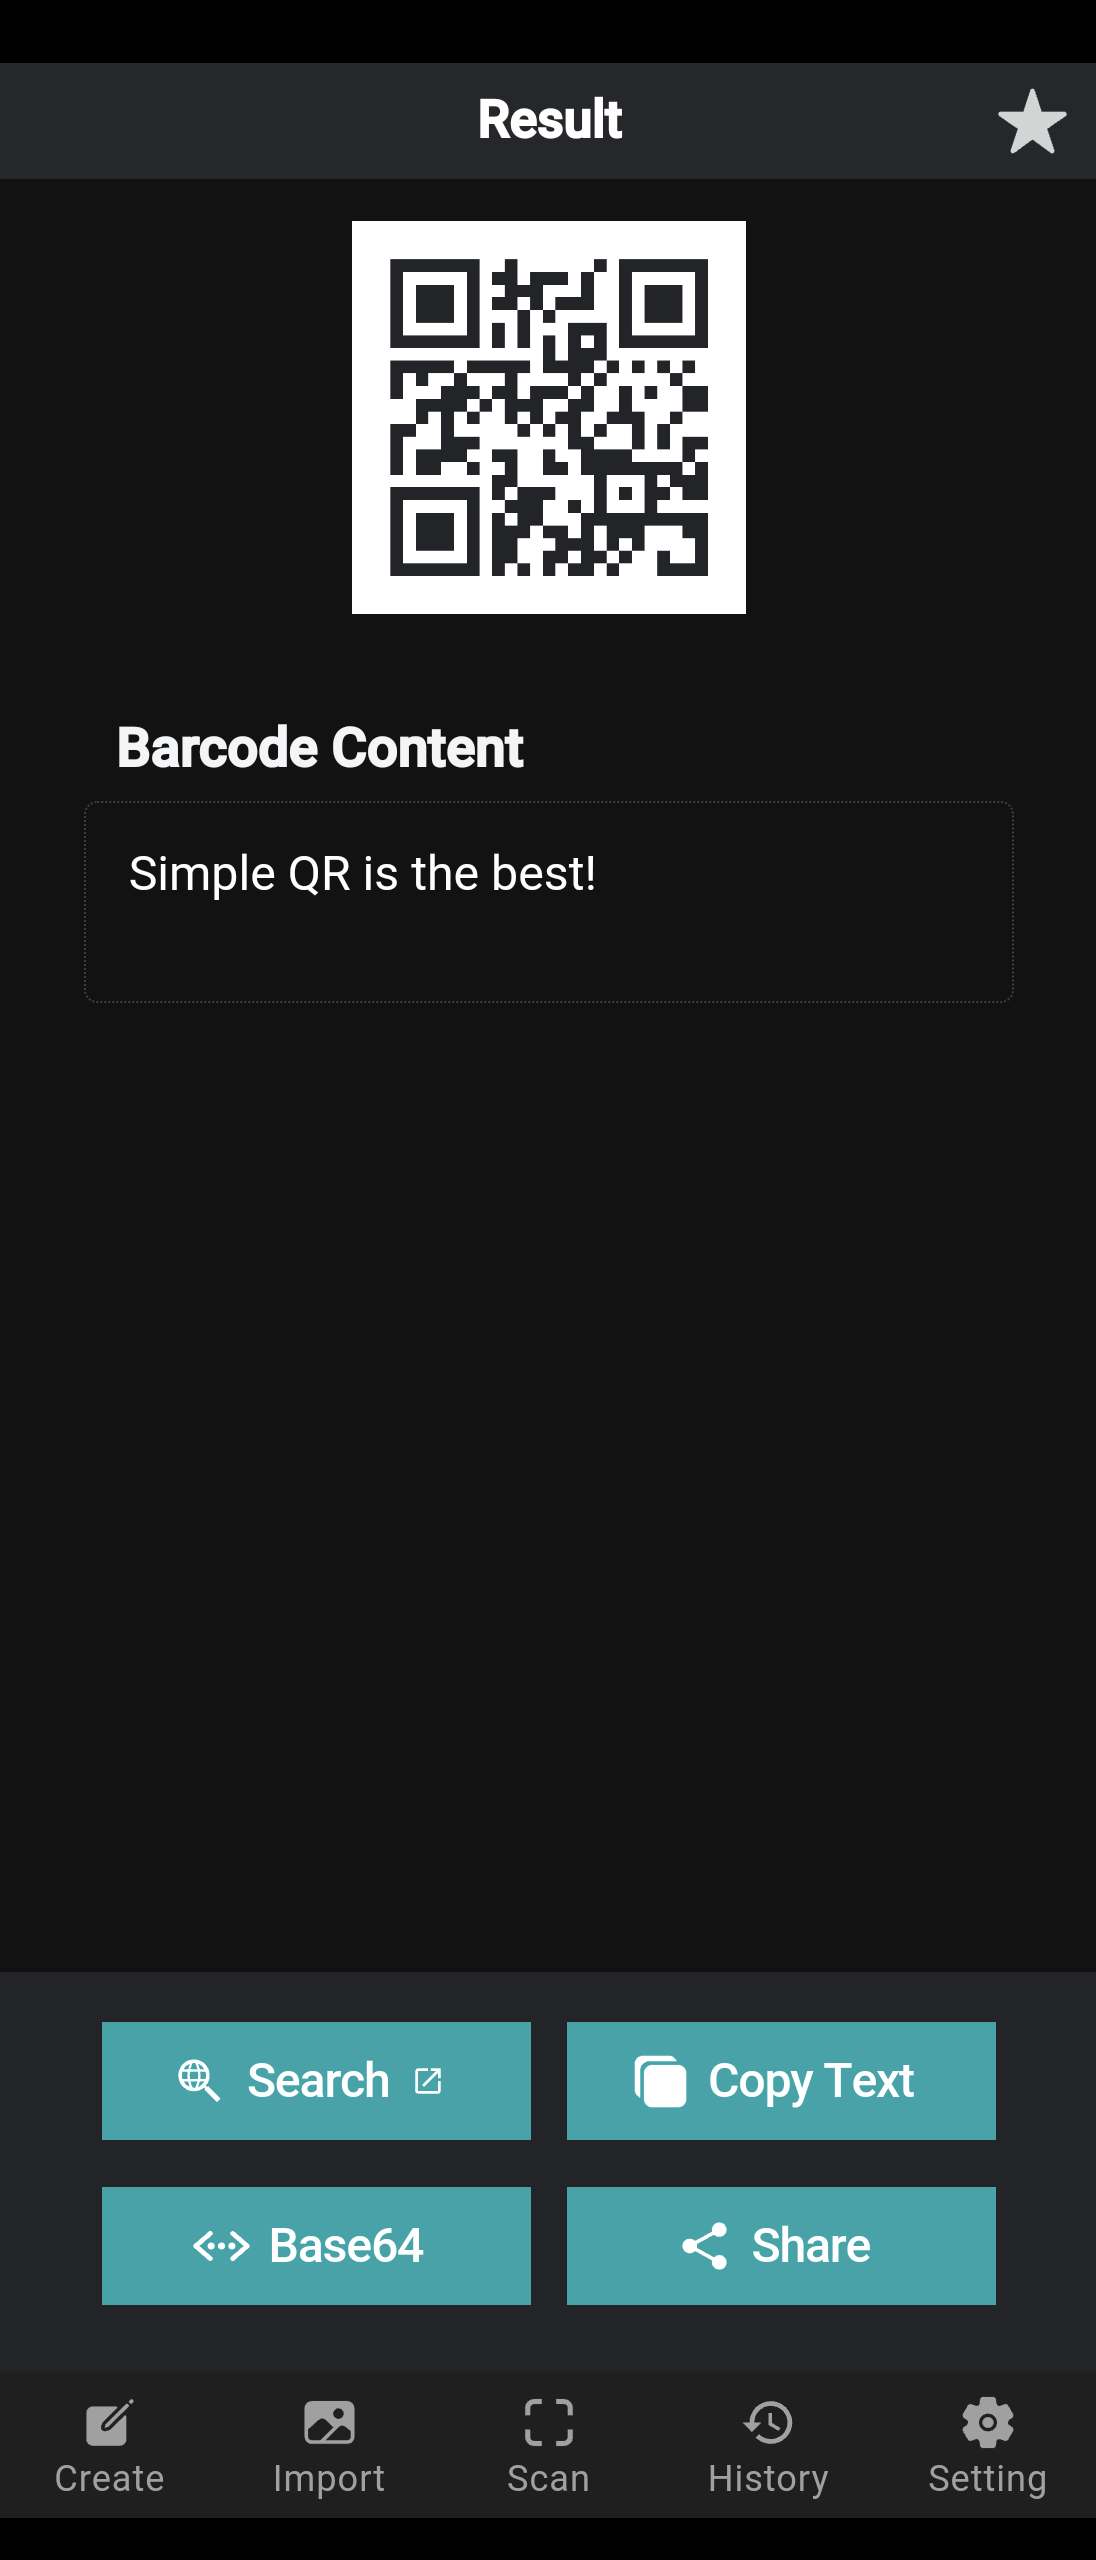 Result
Barcode Content
Simple QR is the best!
Search
Copy Text
Base64
Share
Create
Import
Scan
History
Setting